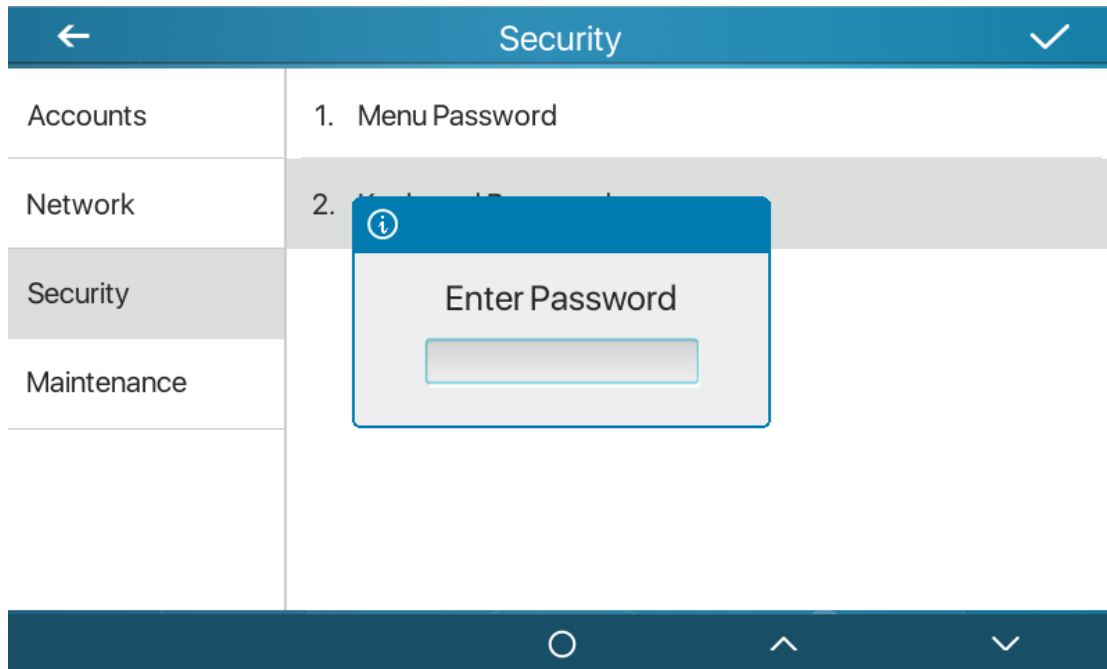 Security
Accounts
Network
Security
Maintenance
1. Menu Password
2.
Enter Password